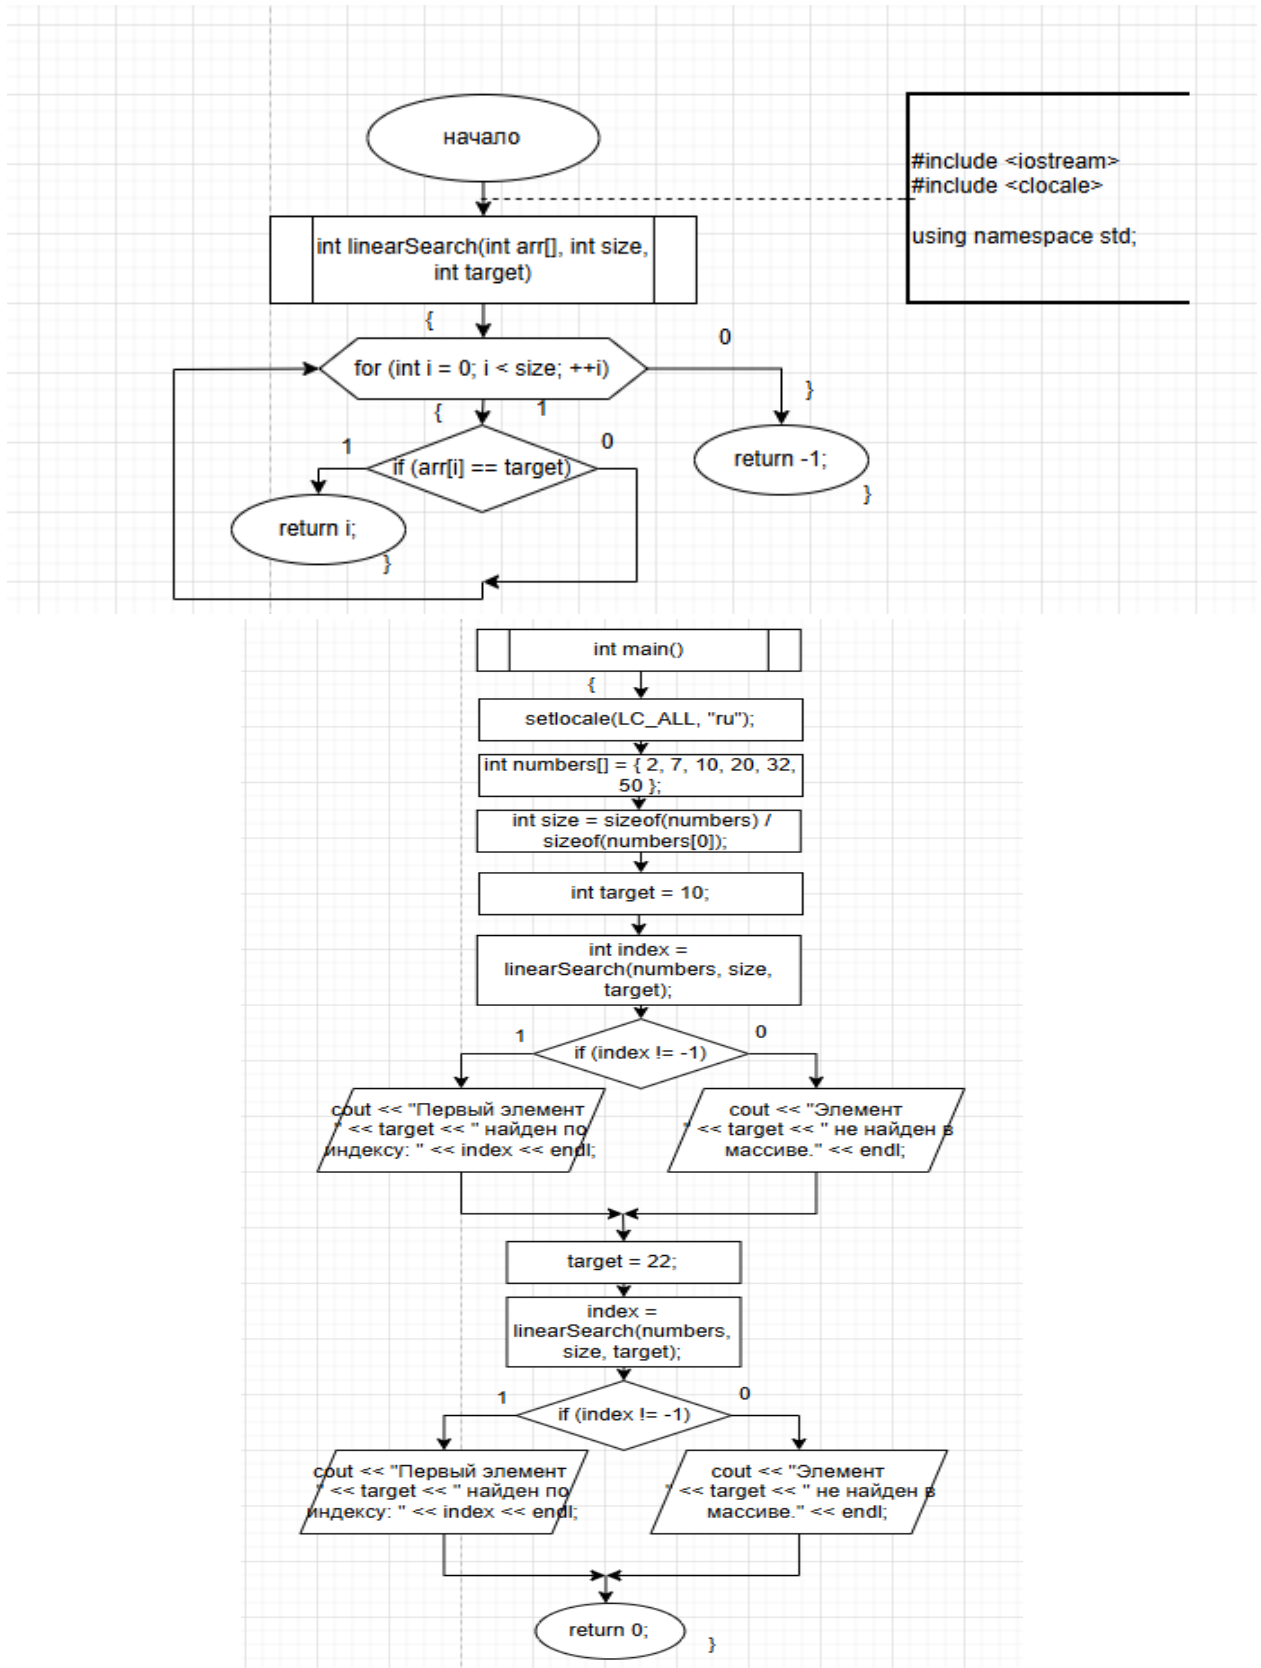 начало
#include <iostream>
#include <clocale>
using namespace std;
int linearSearch(int arr[], int size,
int target)
{
0
for (int i = 0; i < size; ++i)
}
{
1
1
0
if (arr[i] == target)
return -1;
}
return i;
}
int main()
{
setlocale(LC_ALL, "ru");
int numbers[] = { 2, 7, 10, 20, 32,
50 };
int size = sizeof(numbers) /
sizeof(numbers[0]);
int target = 10;
int index =
linearSearch(numbers, size,
target);
1
0
if (index != -1)
cout << "Первый элемент
" << target << " найден по
индексу: " << index << endl;
cout << "Элемент
" << target << " не найден в
массиве." << endl;
target = 22;
index =
linearSearch(numbers,
size, target);
1
0
if (index != -1)
cout << "Первый элемент
" << target << " найден по
индексу: " << index << endl;
cout << "Элемент
" << target << " не найден в
массиве." << endl;
return 0;
}